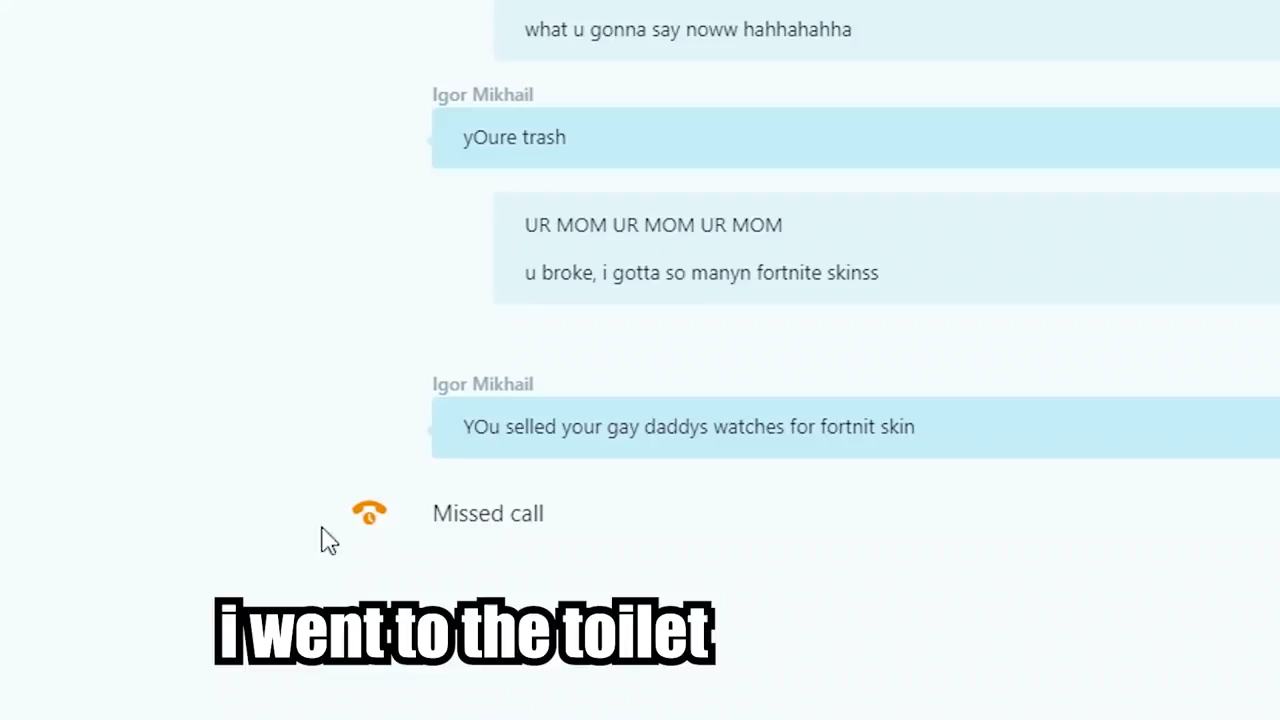 what u gonna say noww hahhahahha
Igor Mikhail
yOure trash
UR MOM UR MOM UR MOM
u broke, i gotta so manyn fortnite skinss
Igor Mikhail
YOu selled your gay daddys watches for fortnit skin
Missed call
i went to the toilet